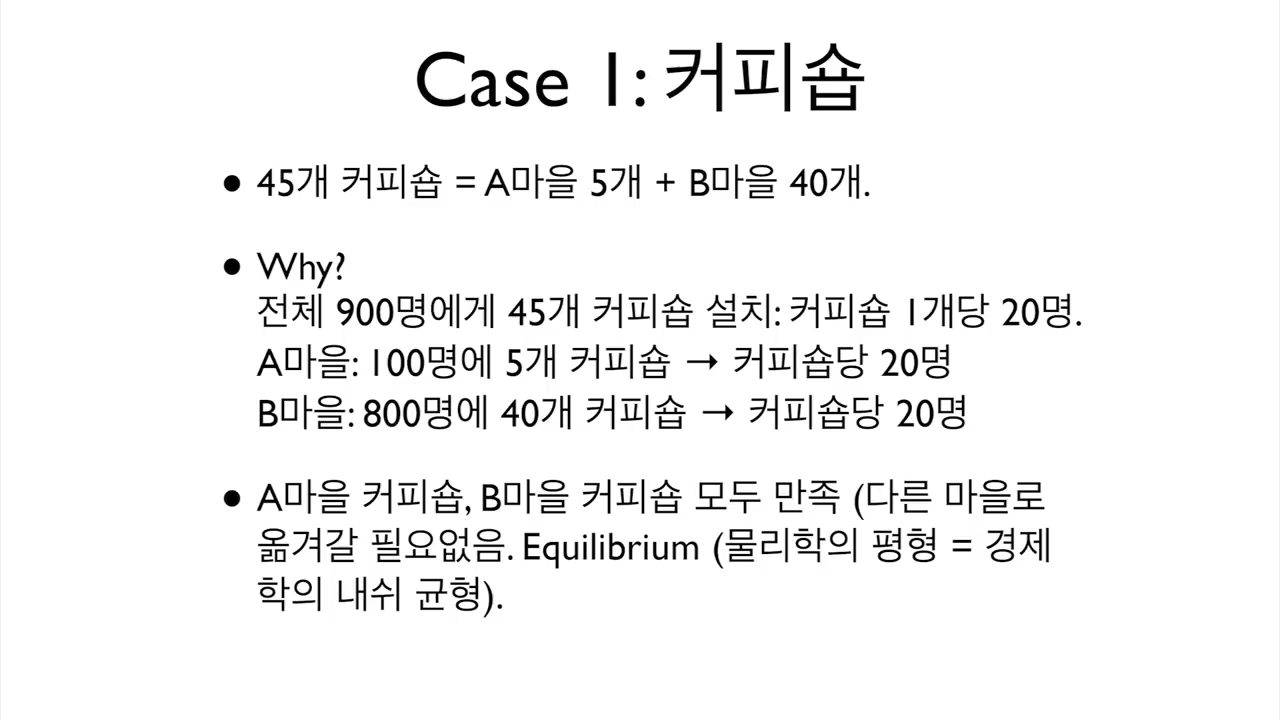 Case 1: 커피숍
• 45개 커피숍 = A마을 5개 + B마을 40개.
• Why?
전체 900명에게 45개 커피숍 설치: 커피숍 1개당 20명.
A마을: 100명에 5개 커피숍 → 커피숍당 20명
B마을: 800명에 40개 커피숍 → 커피숍당 20명
• A마을 커피숍, B마을 커피숍 모두 만족 (다른 마을로
옮겨갈 필요없음. Equilibrium (물리학의 평형 = 경제
학의 내쉬 균형).